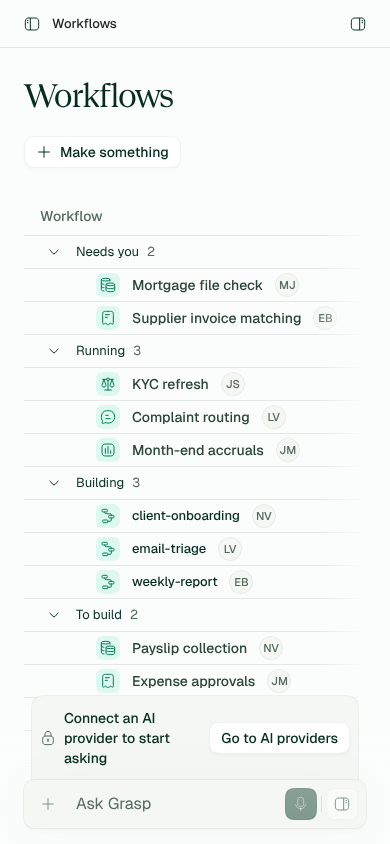 Workflows
Workflows
Make something
Workflow
Needs you 2
Mortgage file check MJ
Supplier invoice matching EB
Running 3
KYC refresh JS
Complaint routing LV
Month-end accruals JM
Building 3
client-onboarding NV
email-triage LV
weekly-report EB
To build 2
Payslip collection NV
Expense approvals JM
Connect an AI
provider to start
asking
Go to AI providers
Ask Grasp